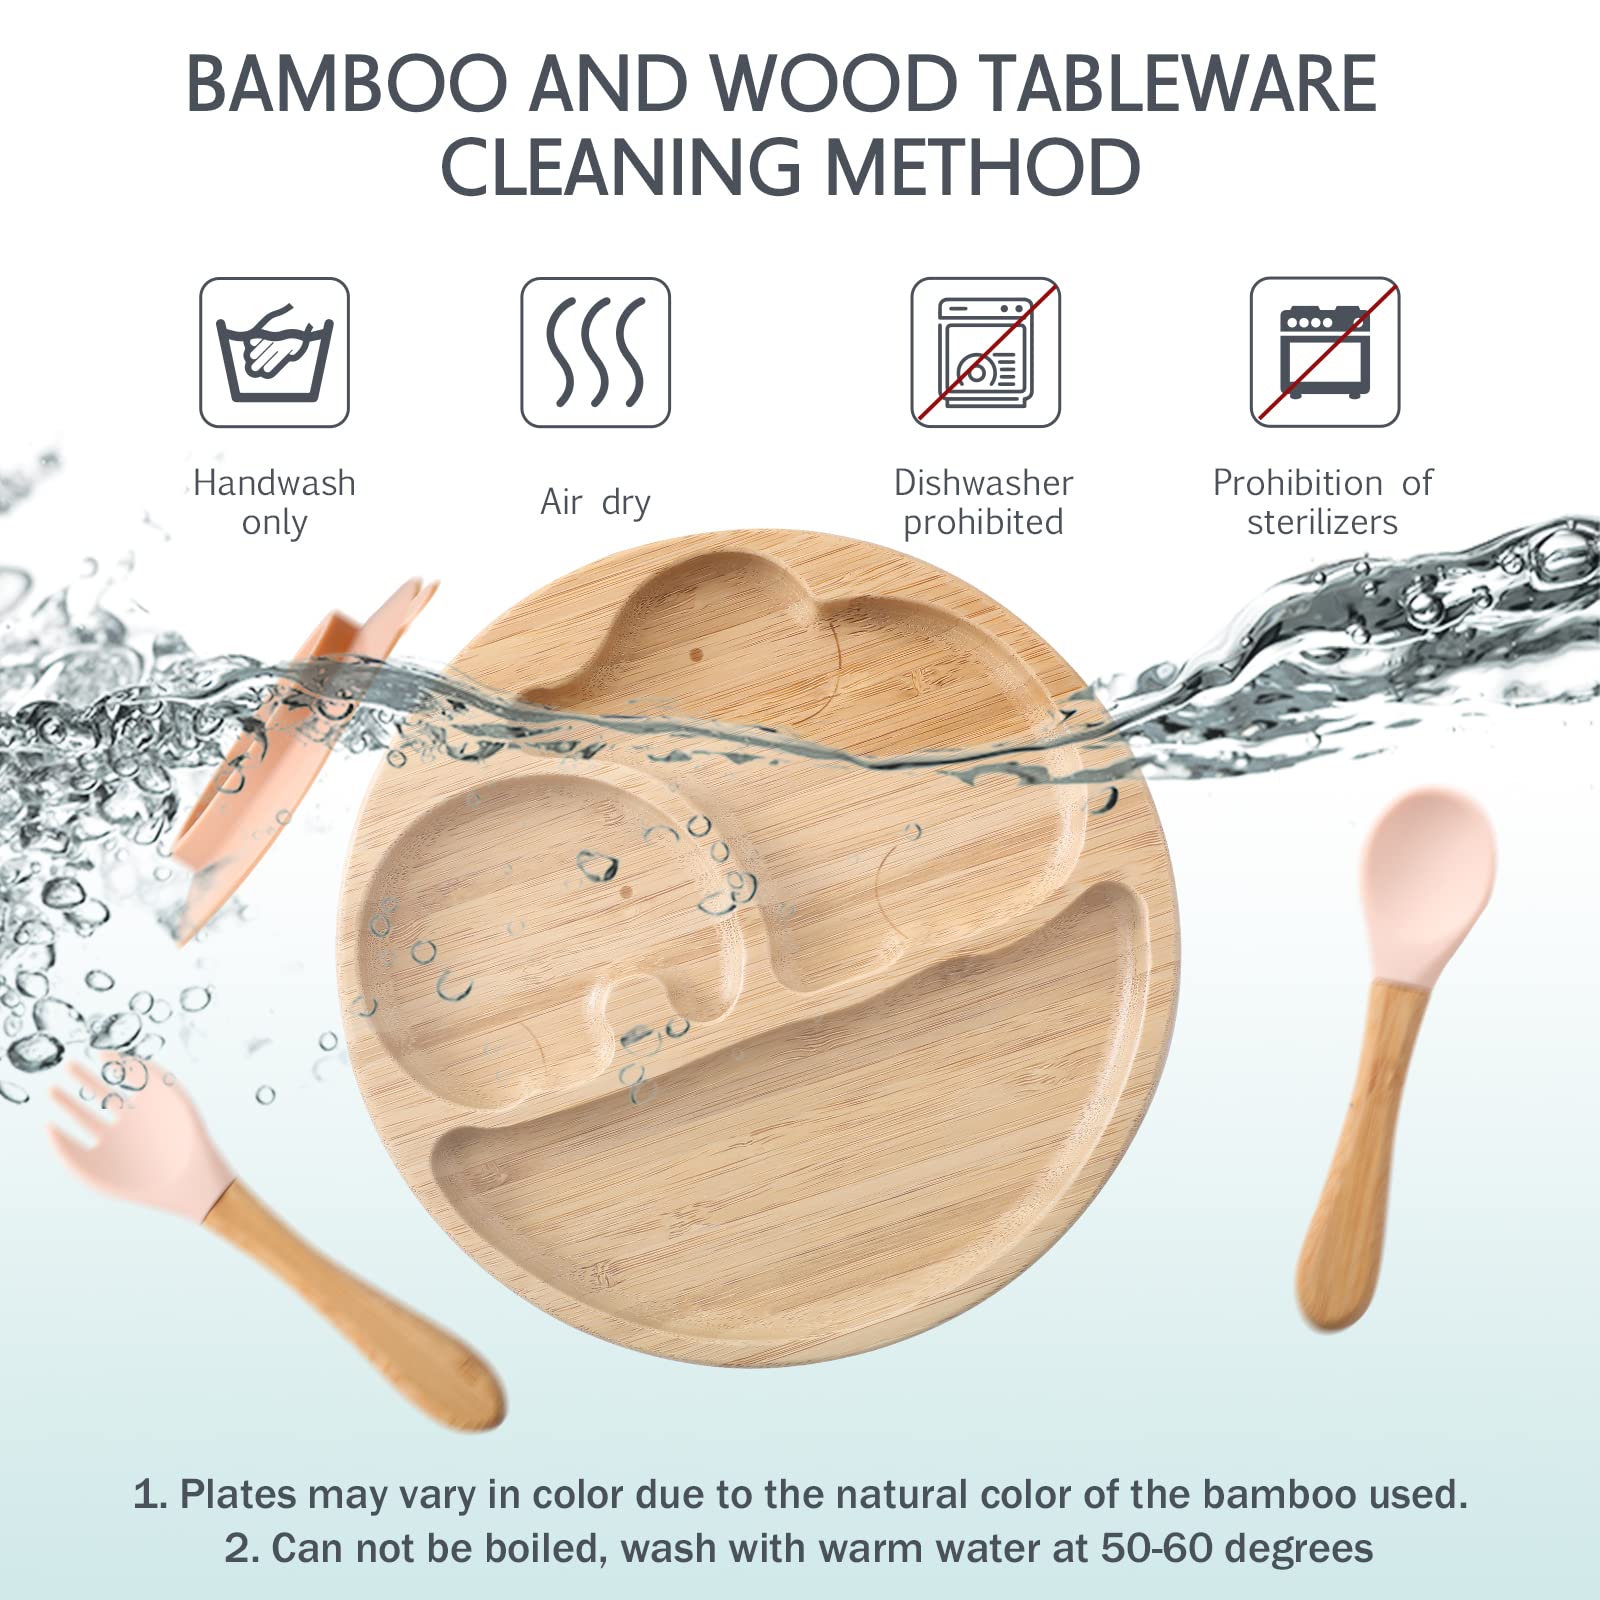 BAMBOO AND WOOD TABLEWARE
CLEANING METHOD
Handwash
only
Air dry
Dishwasher
prohibited
Prohibition of
sterilizers
1. Plates may vary in color due to the natural color of the bamboo used.
2. Can not be boiled, wash with warm water at 50-60 degrees